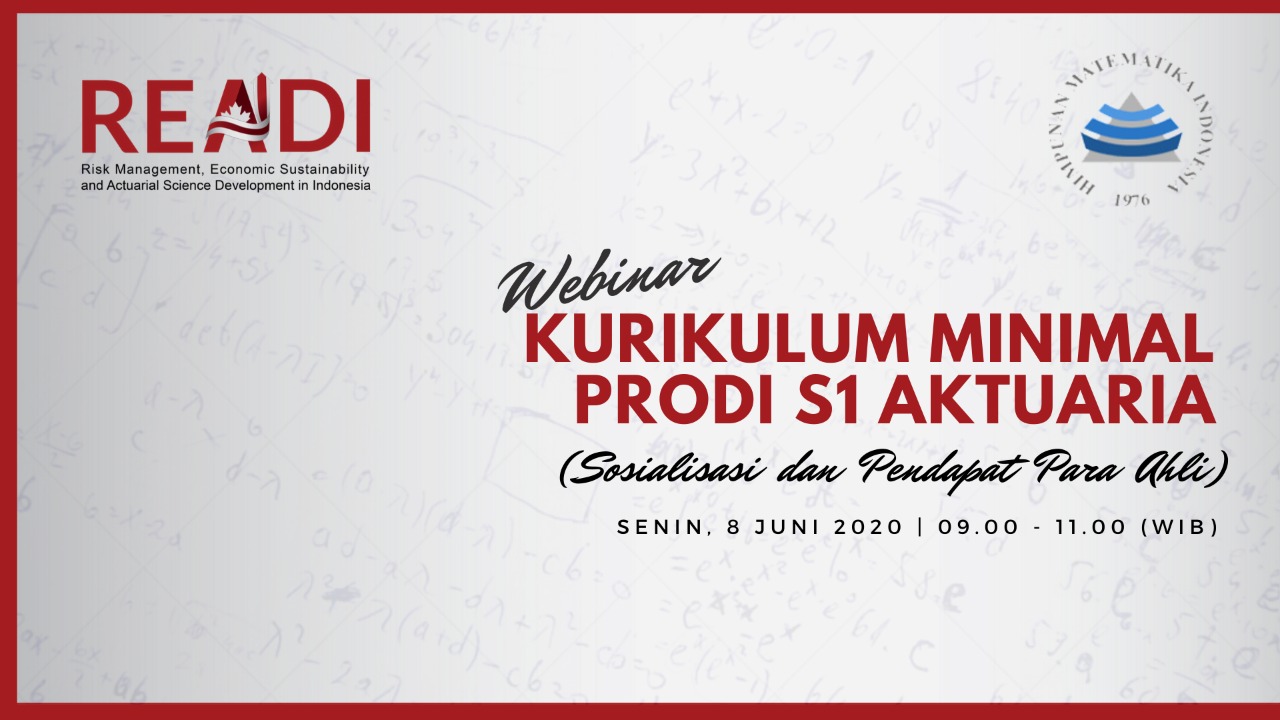 READI
Risk Management, Economic Sustainability
and Actuarial Science Development in Indonesia
HIMPUNAN MATEMATIKA INDONESIA
1976
Webinar
KURIKULUM MINIMAL
PRODI S1 AKTUARIA
(Sosialisasi dan Pendapat Para Ahli)
SENIN, 8 JUNI 2020 | 09.00 - 11.00 (WIB)